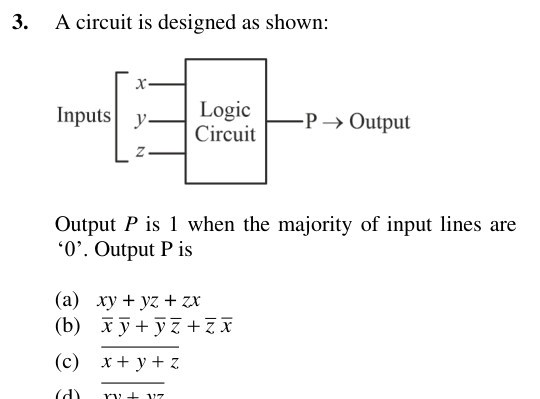 3. A circuit is designed as shown:
x
Inputs y Logic Circuit P → Output
z
Output P is 1 when the majority of input lines are
‘0’. Output P is
(a) xy + yz + zx
(b) x̅ y̅ + y̅ z̅ + z̅ x̅
(c) \overline{x + y + z}
(d)